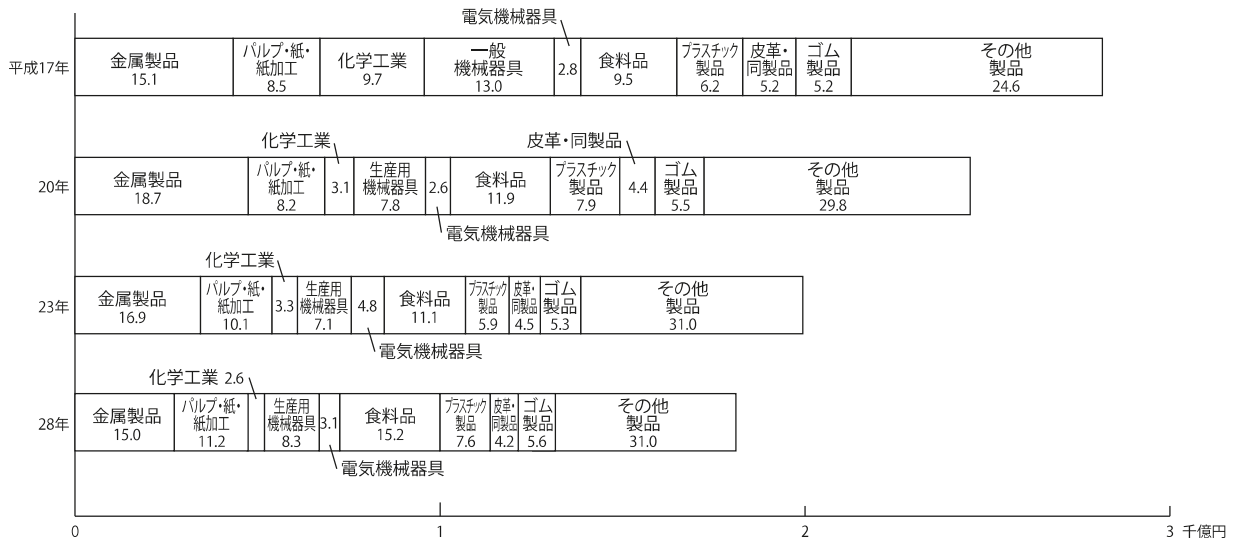 電気機械器具
平成17年
金属製品
15.1
パルプ・紙・
紙加工
8.5
化学工業
9.7
一般
機械器具
13.0
2.8
食料品
9.5
プラスチック
製品
6.2
皮革・
同製品
5.2
ゴム
製品
5.2
その他
製品
24.6
化学工業
皮革・同製品
20年
金属製品
18.7
パルプ・紙・
紙加工
8.2
3.1
生産用
機械器具
7.8
2.6
食料品
11.9
プラスチック
製品
7.9
4.4
ゴム
製品
5.5
その他
製品
29.8
電気機械器具
化学工業
23年
金属製品
16.9
パルプ・紙・
紙加工
10.1
3.3
生産用
機械器具
7.1
4.8
食料品
11.1
プラスチック
製品
5.9
皮革・
同製品
4.5
ゴム
製品
5.3
その他
製品
31.0
電気機械器具
化学工業 2.6
28年
金属製品
15.0
パルプ・紙・
紙加工
11.2
生産用
機械器具
8.3
3.1
食料品
15.2
プラスチック
製品
7.6
皮革・
同製品
4.2
ゴム
製品
5.6
その他
製品
31.0
電気機械器具
0 1 2 3 千億円